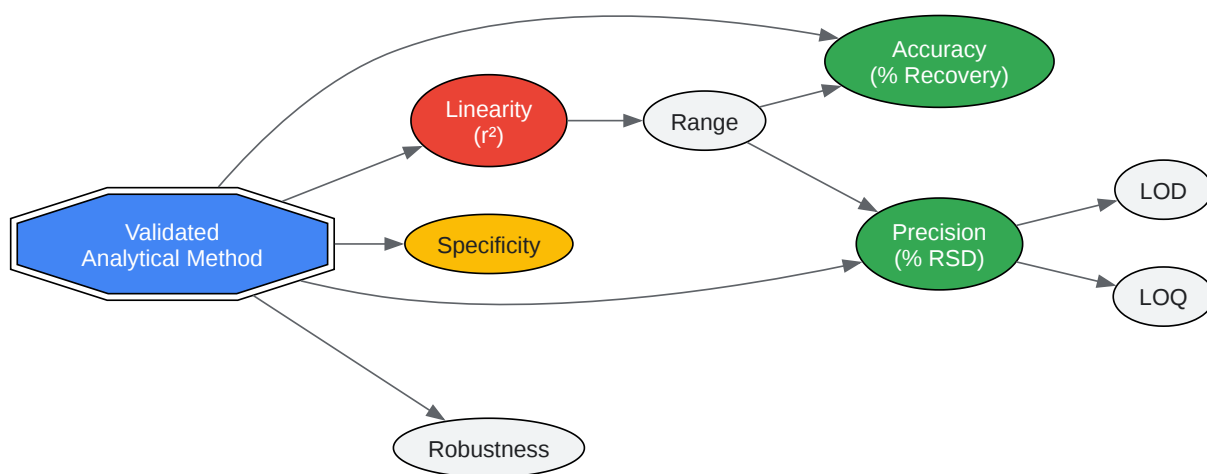 Accuracy
(% Recovery)
Linearity
(r²)
Range
Validated
Analytical Method
Specificity
Precision
(% RSD)
LOD
LOQ
Robustness